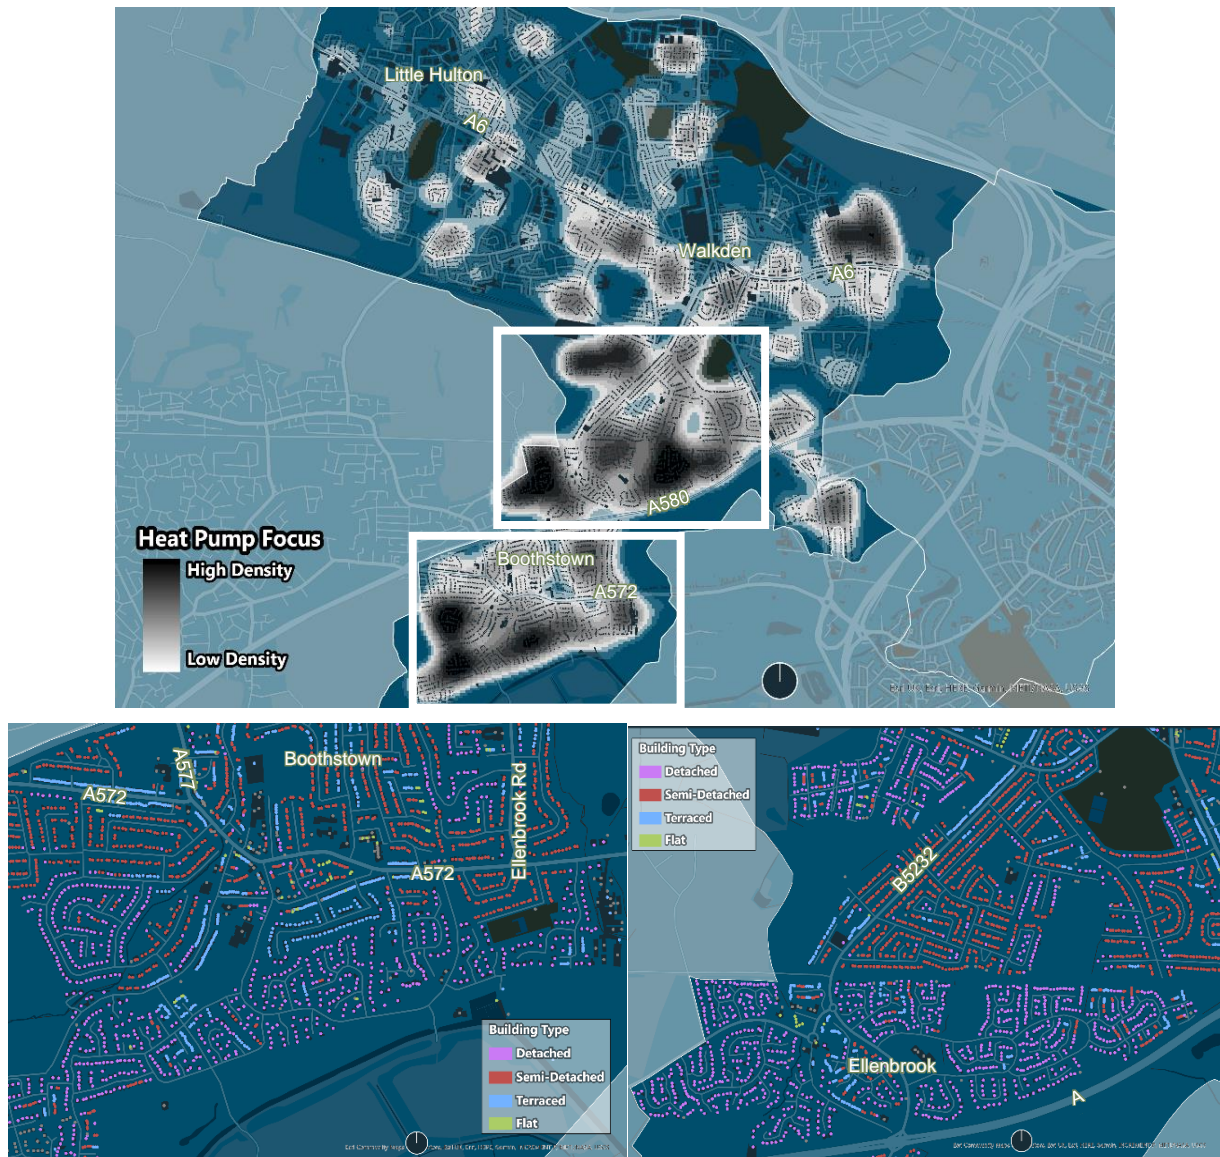 Little Hulton
A6
Walkden
A6
A580
Heat Pump Focus
High Density
Low Density
Boothstown
A572
A577
Boothstown
A572
Ellenbrook Rd
A572
Building Type
Detached
Semi-Detached
Terraced
Flat
Building Type
Detached
Semi-Detached
Terraced
Flat
B5232
Ellenbrook
A